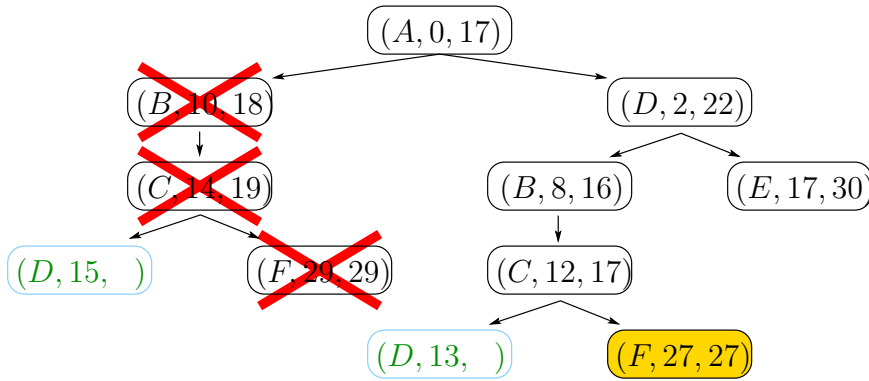 (A, 0, 17)
(B, 10, 18)
(D, 2, 22)
(C, 14, 19)
(B, 8, 16)
(E, 17, 30)
(D, 15, )
(F, 29, 29)
(C, 12, 17)
(D, 13, )
(F, 27, 27)